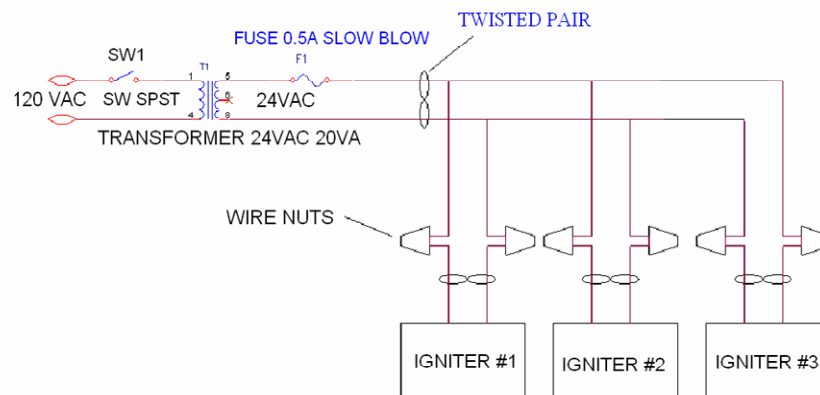 TWISTED PAIR
FUSE 0.5A SLOW BLOW
SW1
T1
F1
1
5
120 VAC
SW SPST
6
24VAC
4
8
TRANSFORMER 24VAC 20VA
WIRE NUTS
IGNITER #1
IGNITER #2
IGNITER #3